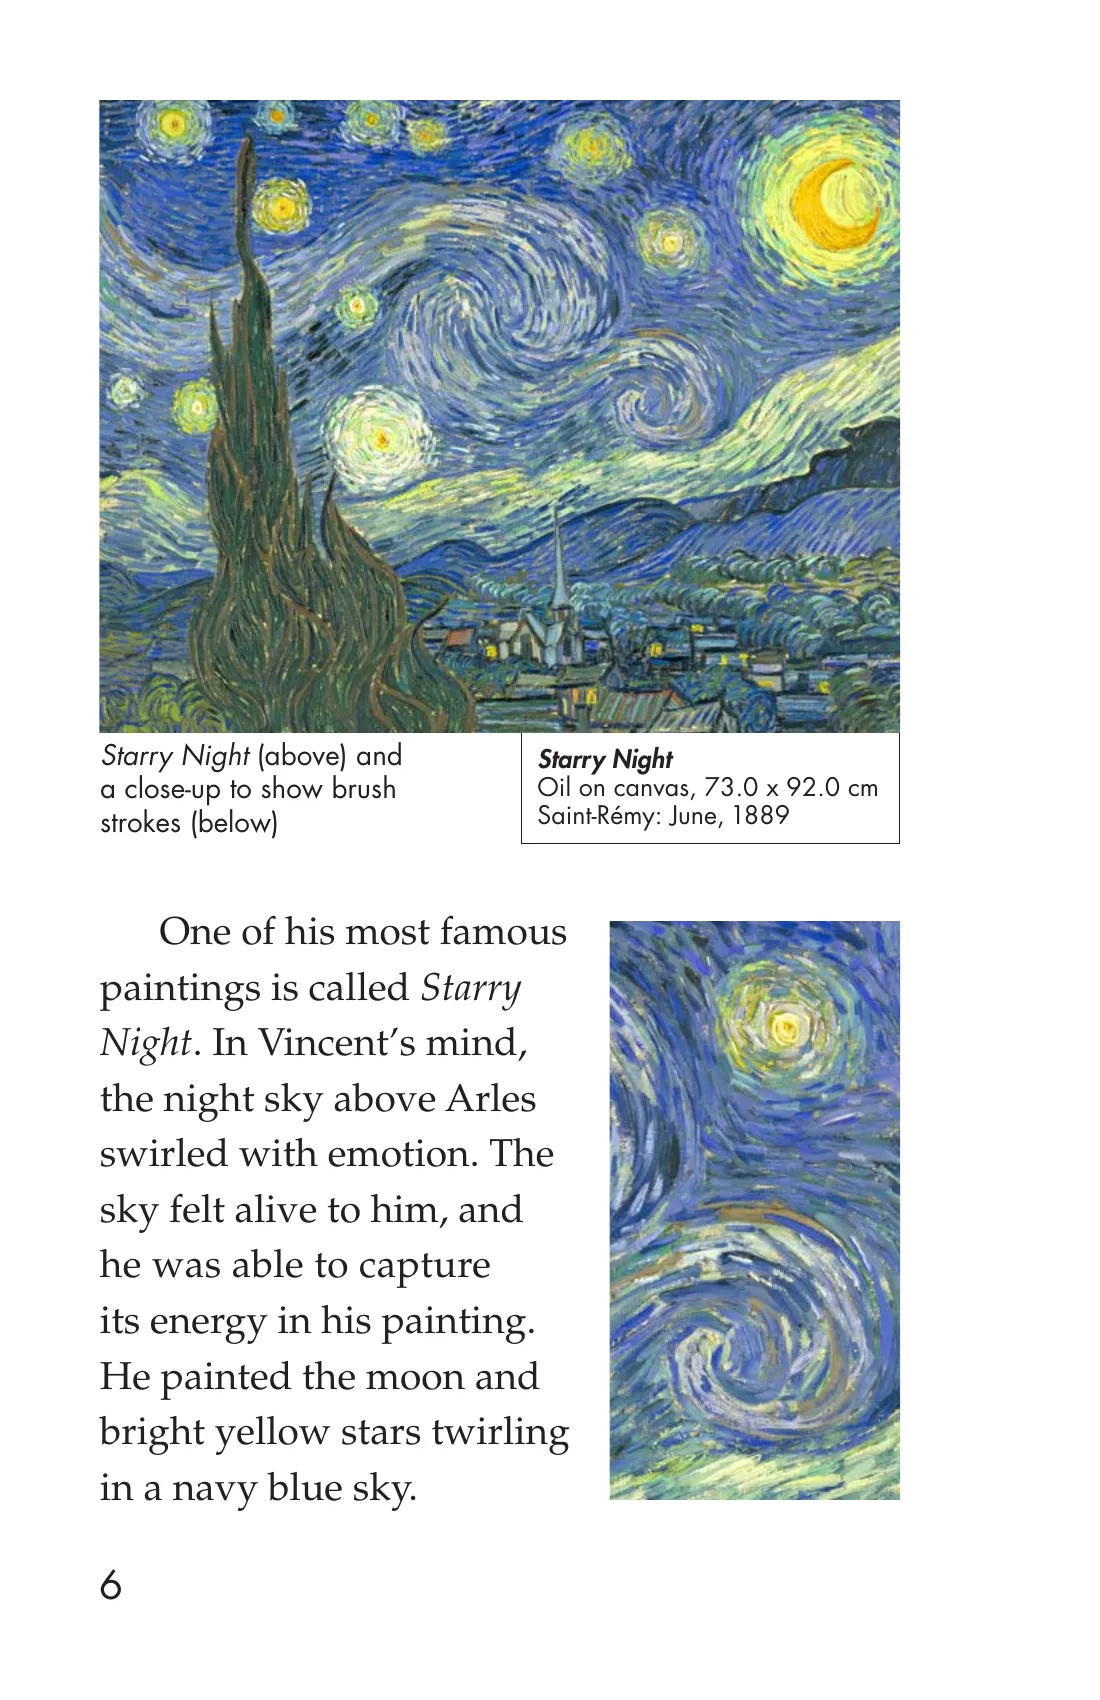 Starry Night (above) and
a close-up to show brush
strokes (below)
Starry Night
Oil on canvas, 73.0 x 92.0 cm
Saint-Rémy: June, 1889
One of his most famous
paintings is called Starry
Night. In Vincent’s mind,
the night sky above Arles
swirled with emotion. The
sky felt alive to him, and
he was able to capture
its energy in his painting.
He painted the moon and
bright yellow stars twirling
in a navy blue sky.
6